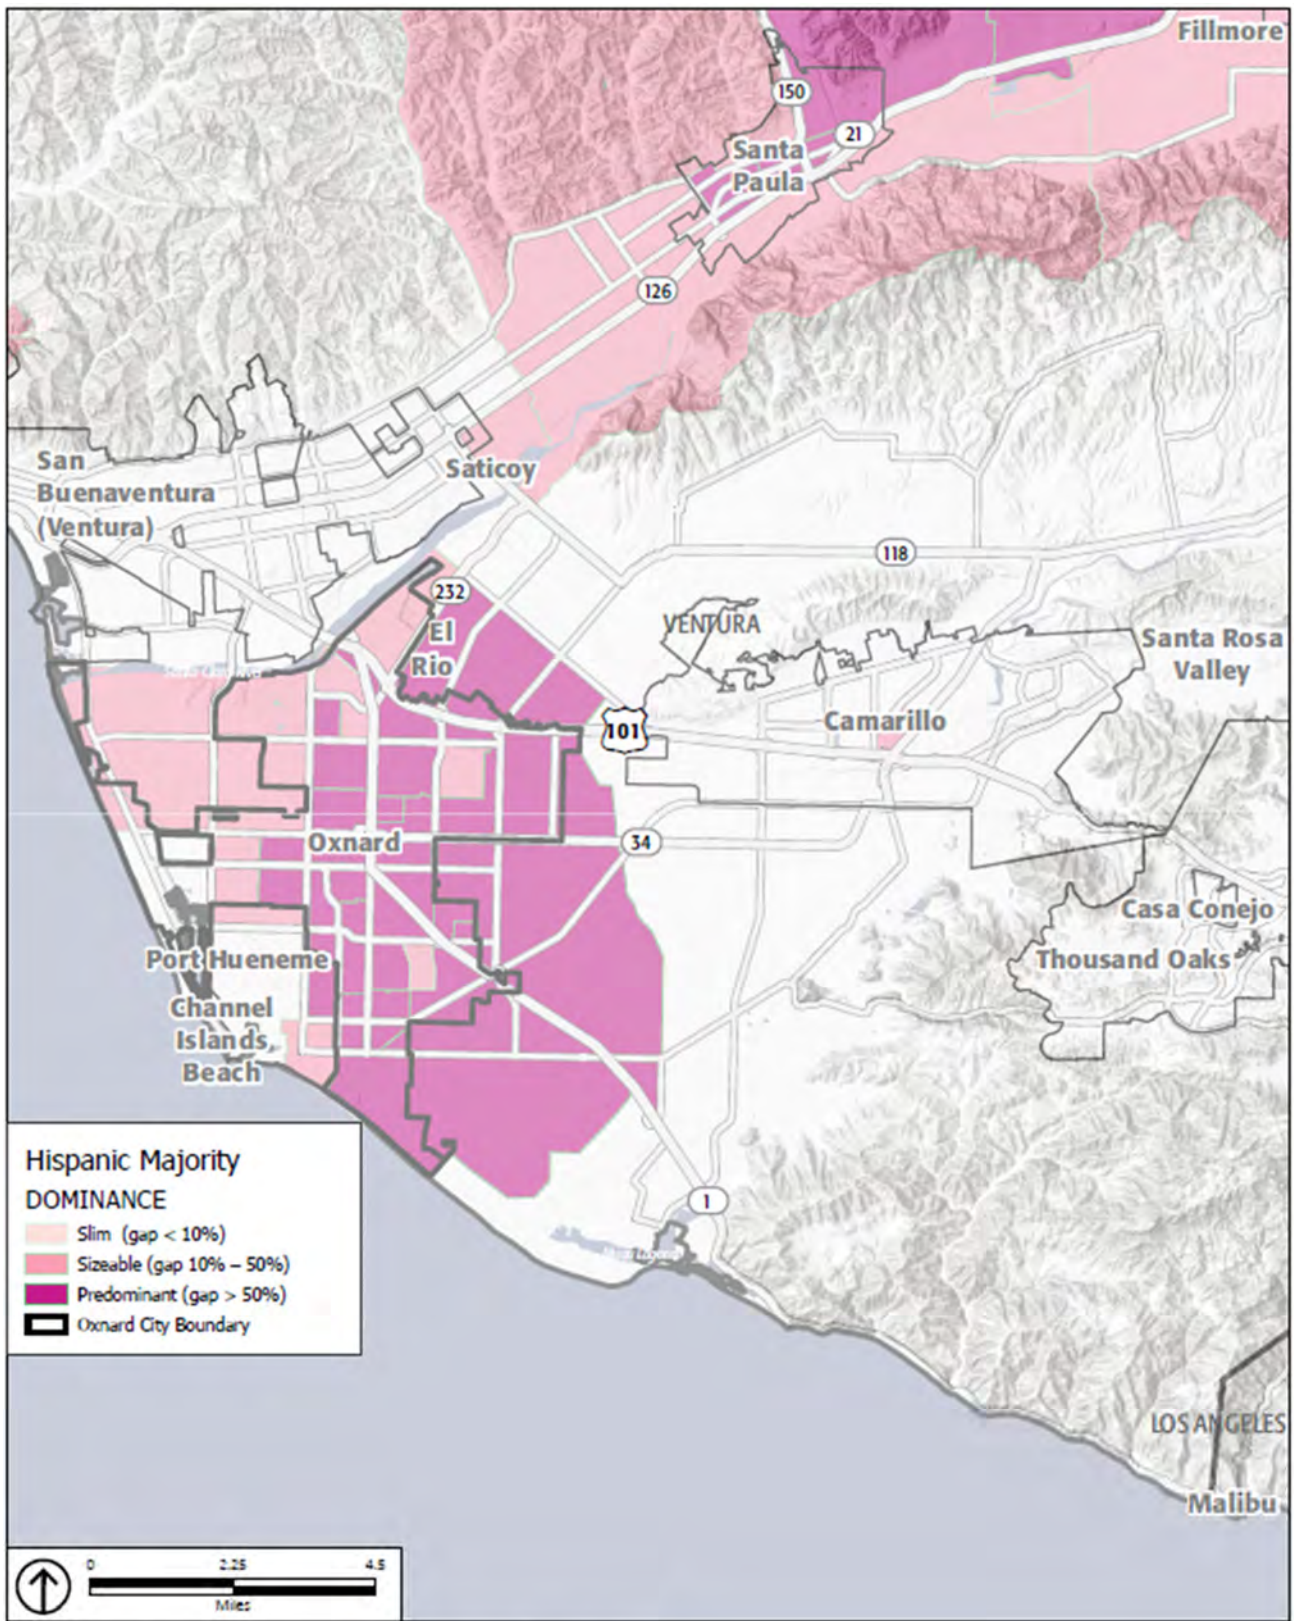 Fillmore
150
21
Santa
Paula
126
San
Buenaventura
(Ventura)
Saticoy
118
232
El
Rio
VENTURA
Santa Rosa
Valley
101
Camarillo
Oxnard
34
Casa Conejo
Thousand Oaks
Port Hueneme
Channel
Islands
Beach
1
LOS ANGELES
Malibu
Hispanic Majority
DOMINANCE
Slim (gap < 10%)
Sizeable (gap 10% – 50%)
Predominant (gap > 50%)
Oxnard City Boundary
0 2.25 4.5
Miles